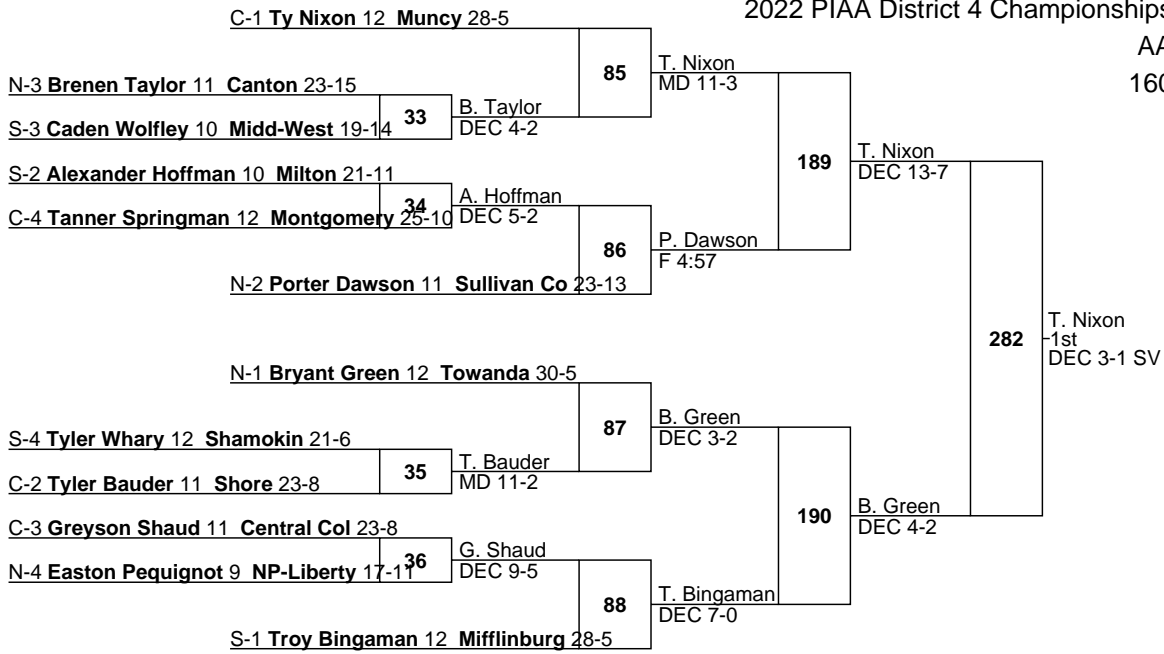 2022 PIAA District 4 Championships
AA
160
C-1 Ty Nixon 12 Muncy 28-5
85
T. Nixon
MD 11-3
N-3 Brenen Taylor 11 Canton 23-15
33
B. Taylor
DEC 4-2
S-3 Caden Wolfley 10 Midd-West 19-14
189
T. Nixon
DEC 13-7
S-2 Alexander Hoffman 10 Milton 21-11
34
A. Hoffman
DEC 5-2
C-4 Tanner Springman 12 Montgomery 25-10
86
P. Dawson
F 4:57
N-2 Porter Dawson 11 Sullivan Co 23-13
282
T. Nixon
1st
DEC 3-1 SV
N-1 Bryant Green 12 Towanda 30-5
87
B. Green
DEC 3-2
S-4 Tyler Whary 12 Shamokin 21-6
35
T. Bauder
MD 11-2
C-2 Tyler Bauder 11 Shore 23-8
190
B. Green
DEC 4-2
C-3 Greyson Shaud 11 Central Col 23-8
36
G. Shaud
DEC 9-5
N-4 Easton Pequignot 9 NP-Liberty 17-11
88
T. Bingaman
DEC 7-0
S-1 Troy Bingaman 12 Mifflinburg 28-5